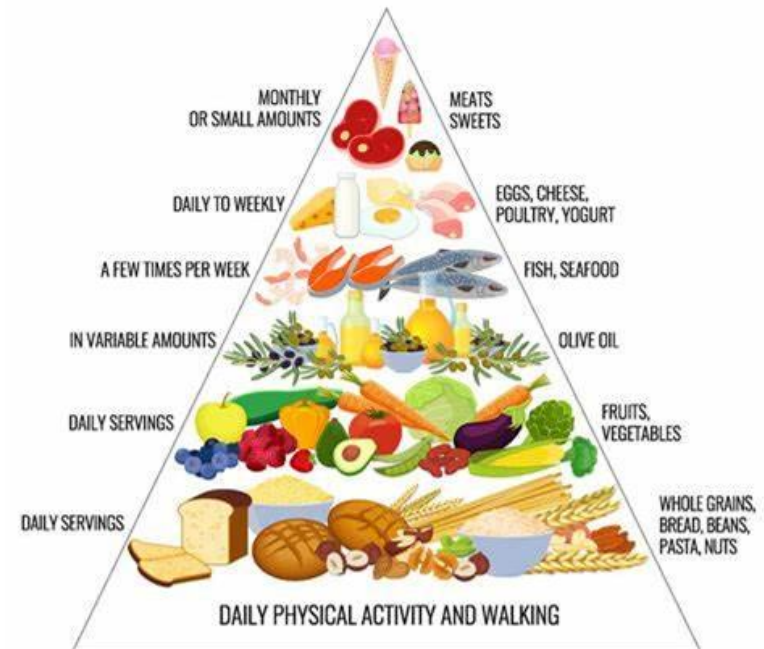 MONTHLY
OR SMALL AMOUNTS
MEATS
SWEETS
DAILY TO WEEKLY
EGGS, CHEESE,
POULTRY, YOGURT
A FEW TIMES PER WEEK
FISH, SEAFOOD
IN VARIABLE AMOUNTS
OLIVE OIL
DAILY SERVINGS
FRUITS,
VEGETABLES
DAILY SERVINGS
WHOLE GRAINS,
BREAD, BEANS,
PASTA, NUTS
DAILY PHYSICAL ACTIVITY AND WALKING